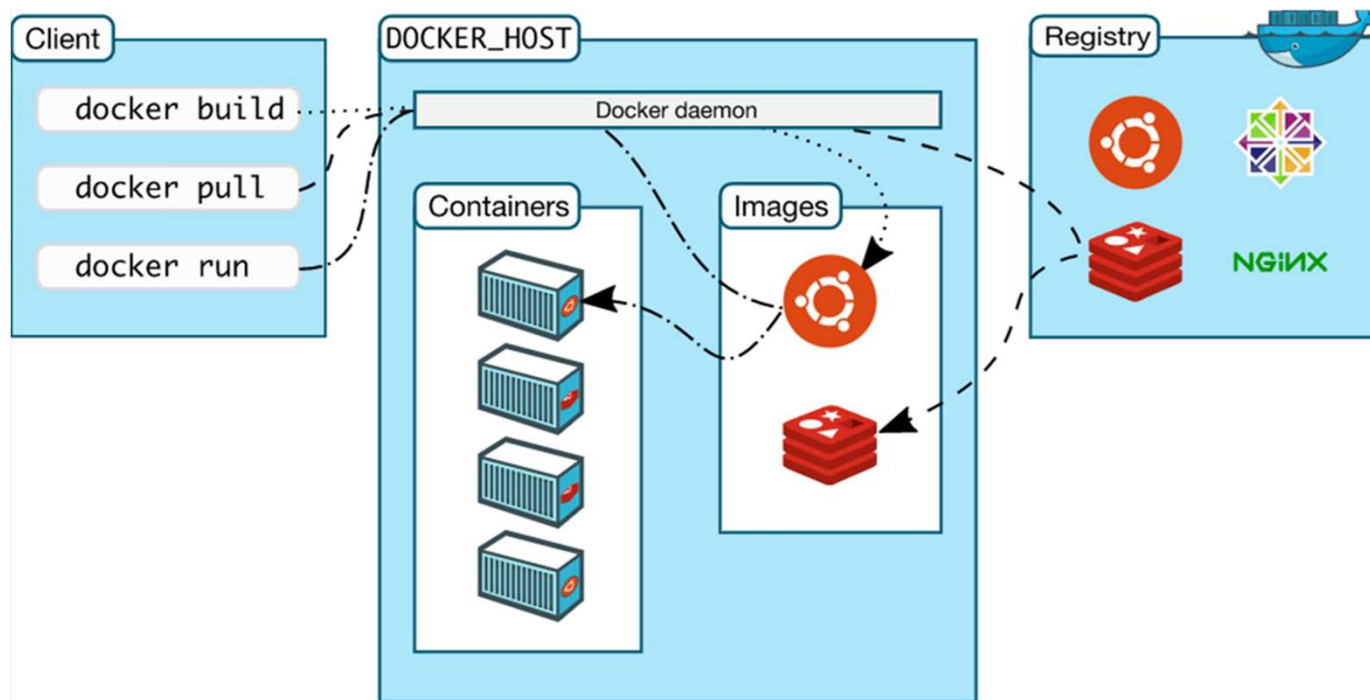 Client
docker build
docker pull
docker run
DOCKER_HOST
Docker daemon
Containers
Images
Registry
NGiNX